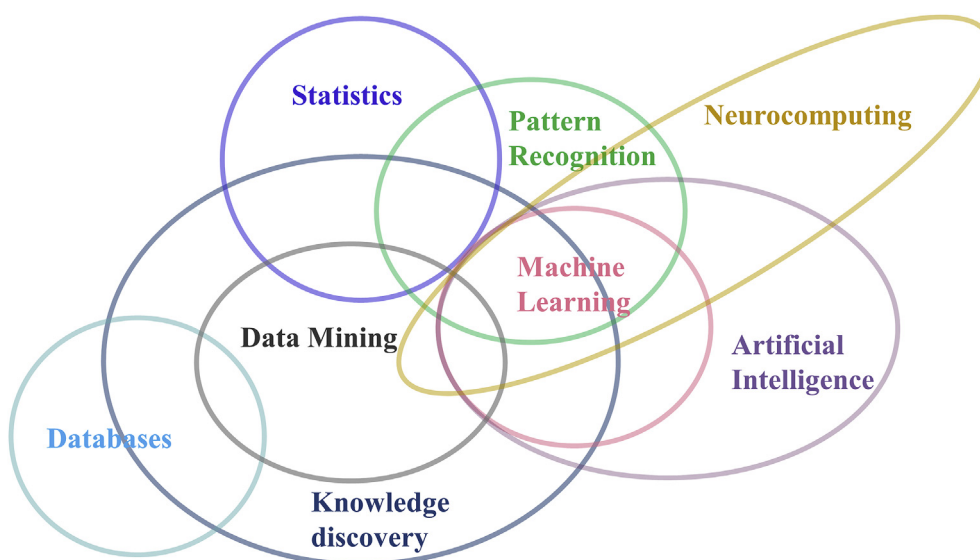 Statistics
Pattern
Recognition
Neurocomputing
Machine
Learning
Data Mining
Artificial
Intelligence
Databases
Knowledge
discovery